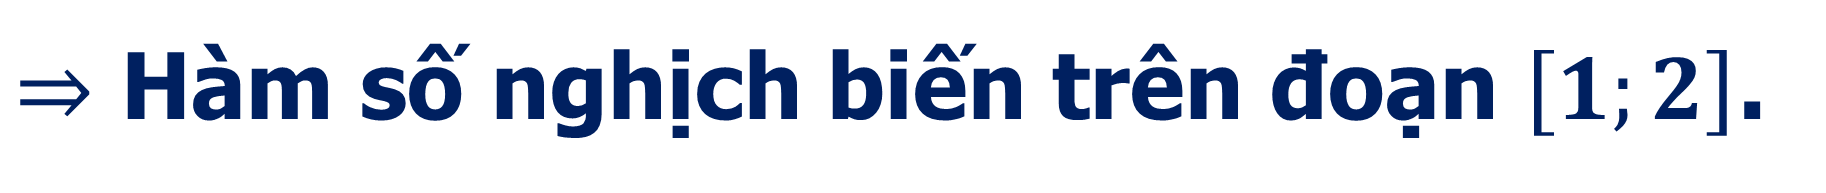 ⇒ Hàm số nghịch biến trên đoạn [1; 2].